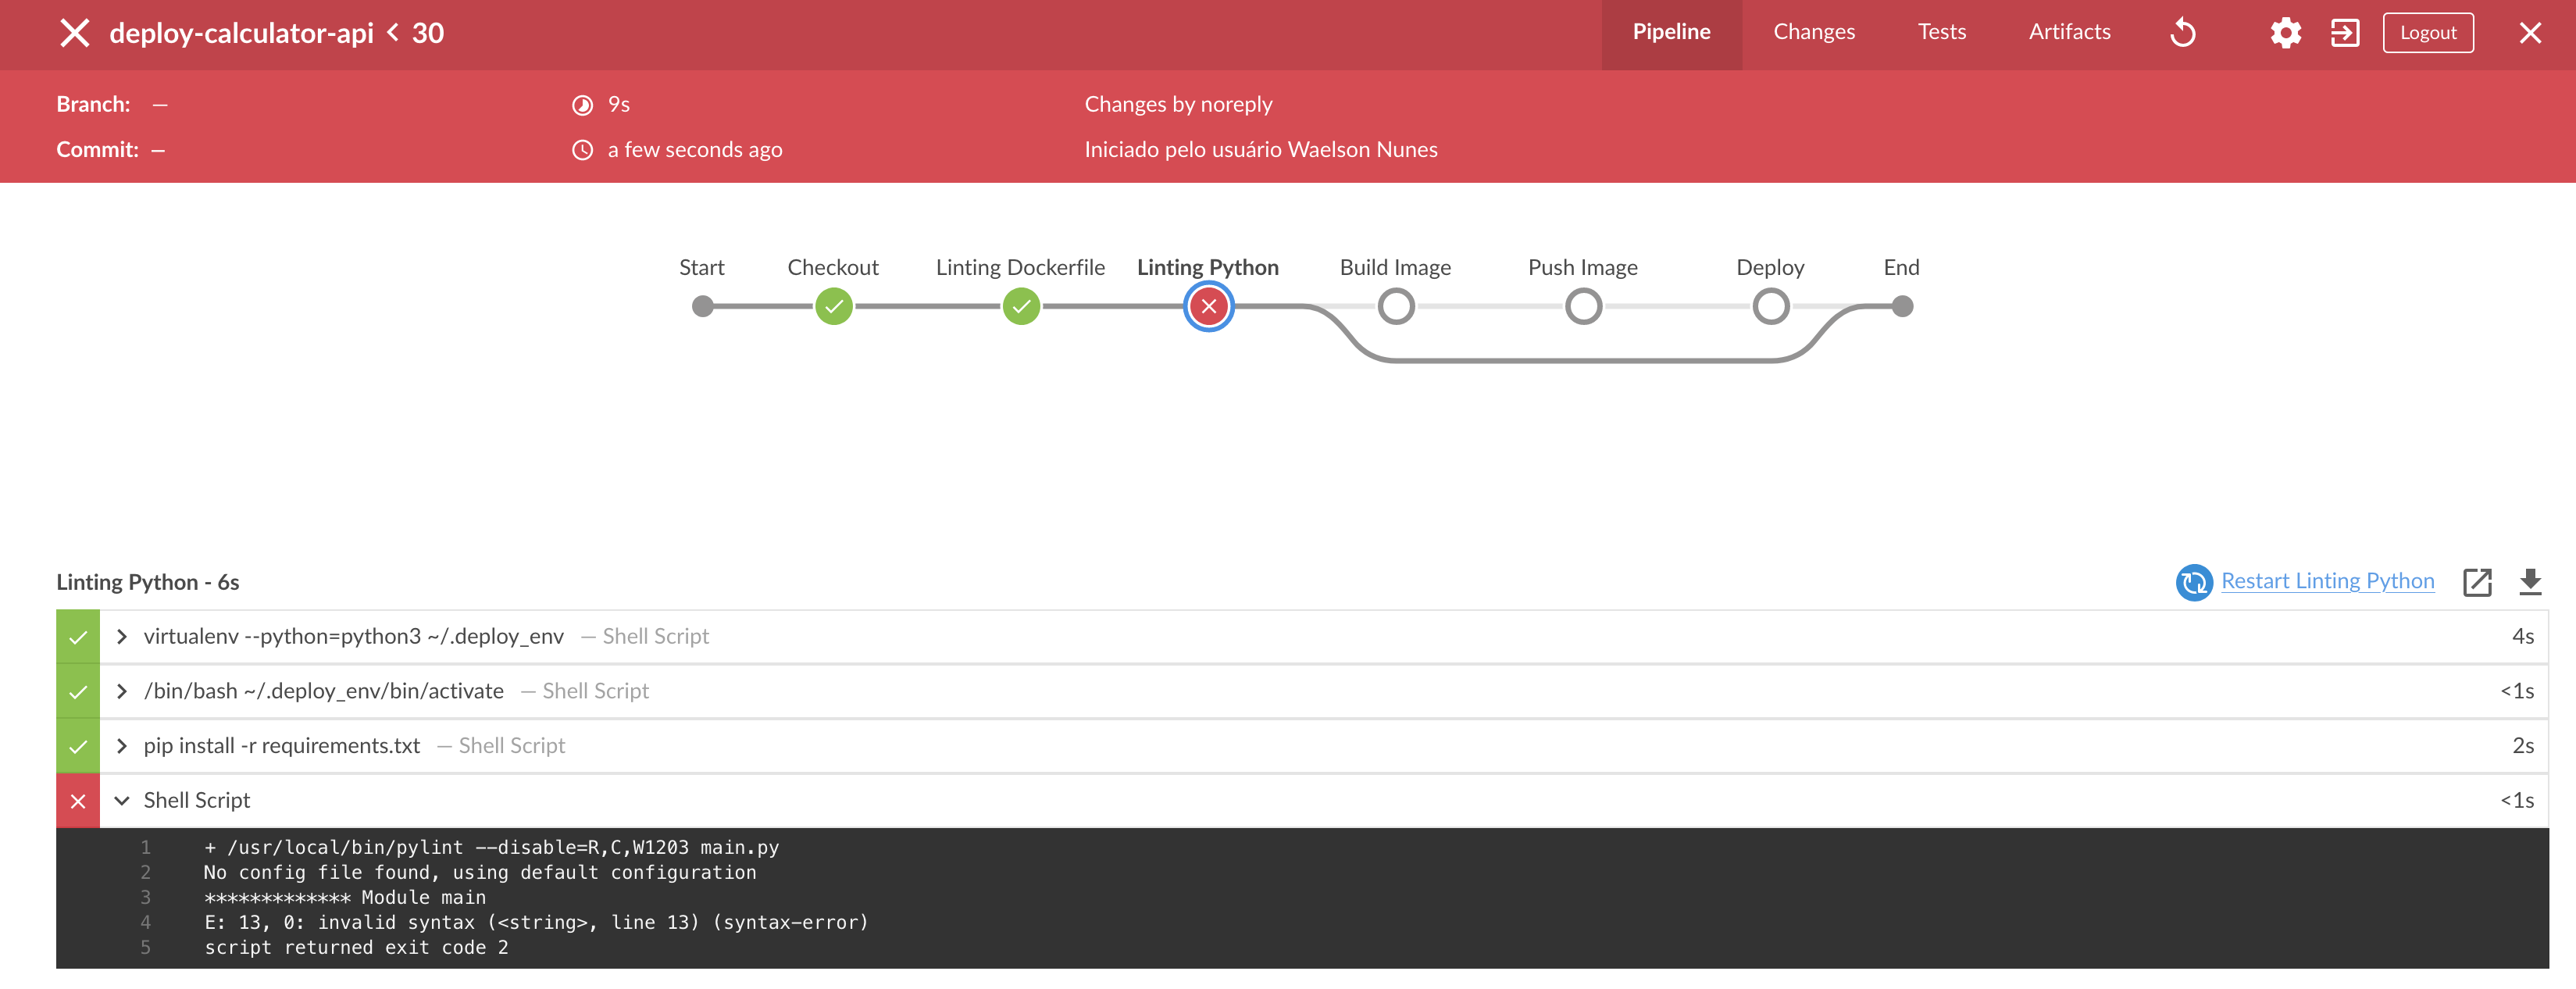 deploy-calculator-api < 30
Pipeline
Changes
Tests
Artifacts
Logout
Branch: —
9s
Changes by noreply
Commit: —
a few seconds ago
Iniciado pelo usuário Waelson Nunes
Start
Checkout
Linting Dockerfile
Linting Python
Build Image
Push Image
Deploy
End
Linting Python - 6s
Restart Linting Python
virtualenv --python=python3 ~/.deploy_env — Shell Script 4s
/bin/bash ~/.deploy_env/bin/activate — Shell Script <1s
pip install -r requirements.txt — Shell Script 2s
Shell Script <1s
1 + /usr/local/bin/pylint --disable=R,C,W1203 main.py
2 No config file found, using default configuration
3 ************* Module main
4 E: 13, 0: invalid syntax (<string>, line 13) (syntax-error)
5 script returned exit code 2